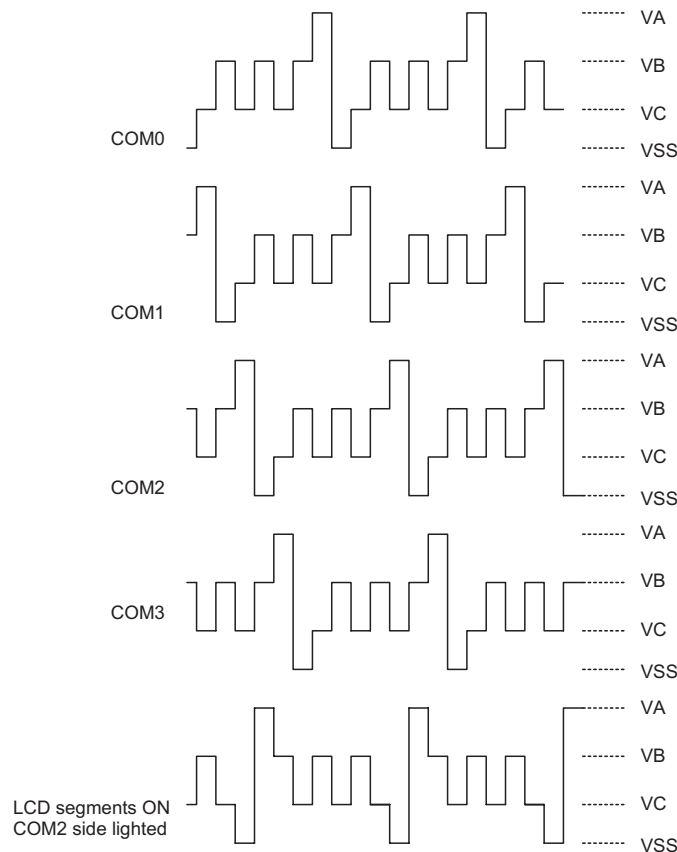 VA
VB
VC
COM0
VSS
VA
VB
VC
COM1
VSS
VA
VB
VC
COM2
VSS
VA
VB
COM3
VC
VSS
VA
VB
LCD segments ON
VC
COM2 side lighted
VSS